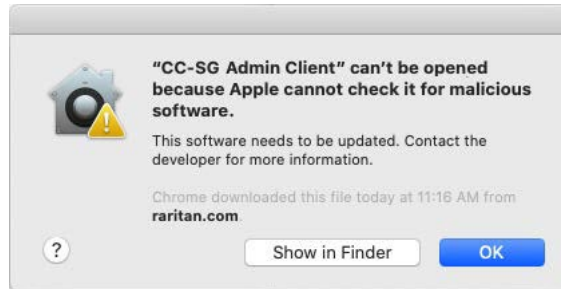 “CC-SG Admin Client” can’t be opened
because Apple cannot check it for malicious
software.
This software needs to be updated. Contact the
developer for more information.
Chrome downloaded this file today at 11:16 AM from
raritan.com.
?
Show in Finder
OK